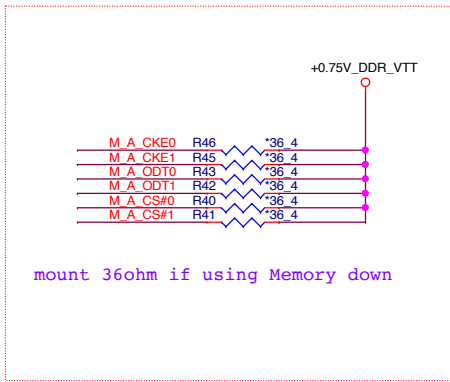 +0.75V_DDR_VTT
M_A_CKE0 R46 *36_4
M_A_CKE1 R45 *36_4
M_A_ODT0 R43 *36_4
M_A_ODT1 R42 *36_4
M_A_CS#0 R40 *36_4
M_A_CS#1 R41 *36_4
mount 36ohm if using Memory down